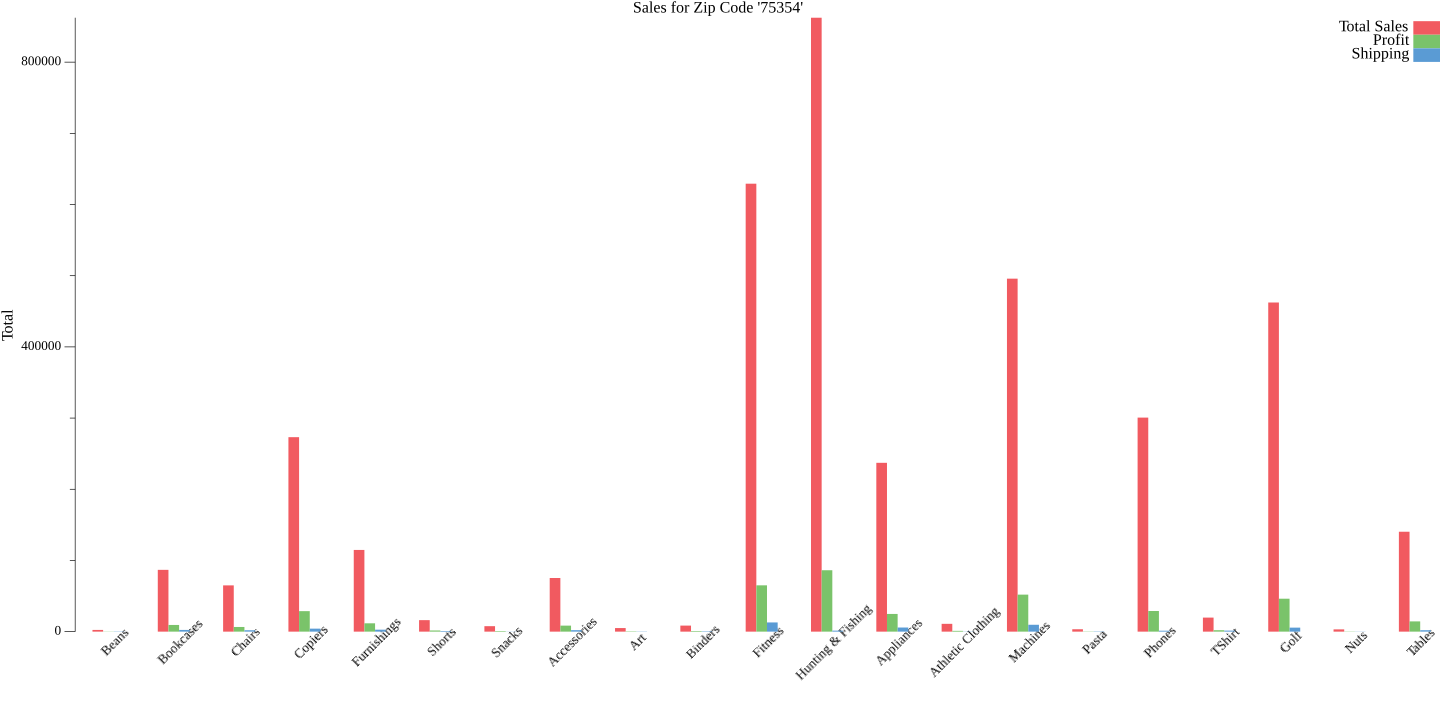 Sales for Zip Code '75354'
Total Sales
Profit
Shipping
800000
400000
0
Total
Beans
Bookcases
Chairs
Copiers
Furnishings
Shorts
Snacks
Accessories
Art
Binders
Fitness
Hunting & Fishing
Appliances
Athletic Clothing
Machines
Pasta
Phones
TShirt
Golf
Nuts
Tables